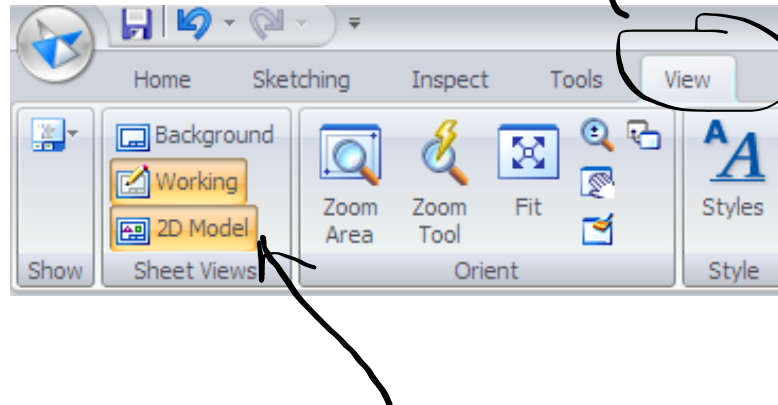 Home Sketching Inspect Tools View
Background
Working
2D Model
Zoom Area
Zoom Tool
Fit
A A
Styles
Show Sheet Views Orient Style